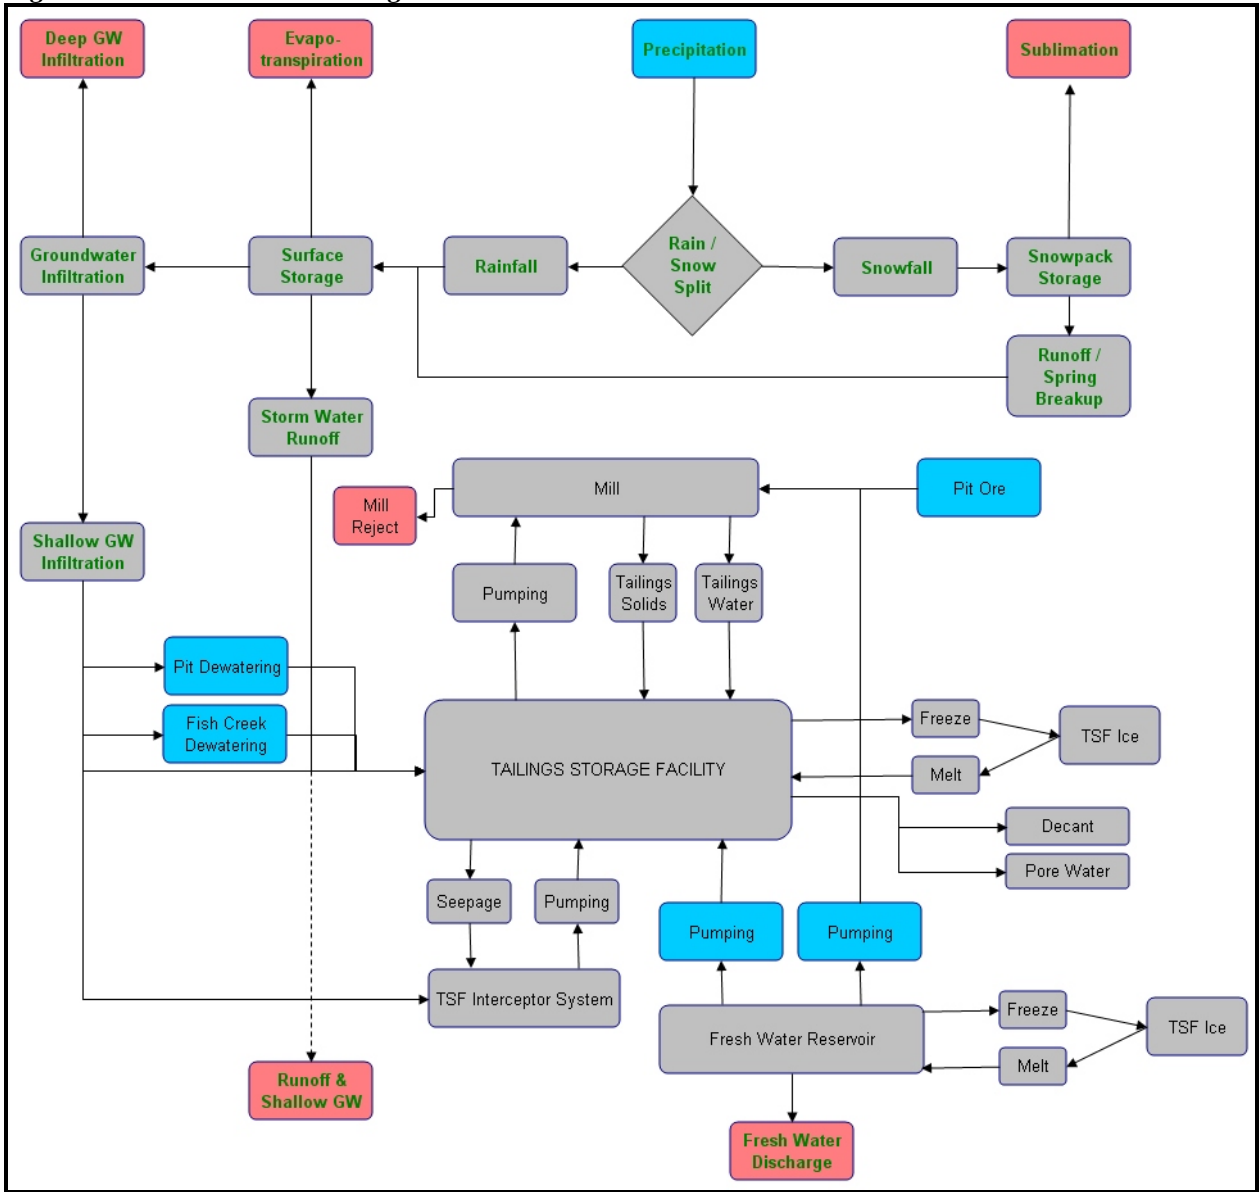 Deep GW
Infiltration
Evapo-
transpiration
Precipitation
Sublimation
Groundwater
Infiltration
Surface
Storage
Rainfall
Rain /
Snow
Split
Snowfall
Snowpack
Storage
Runoff /
Spring
Breakup
Storm Water
Runoff
Mill
Pit Ore
Mill
Reject
Shallow GW
Infiltration
Pumping
Tailings
Solids
Tailings
Water
Pit Dewatering
Fish Creek
Dewatering
TAILINGS STORAGE FACILITY
Freeze
TSF Ice
Melt
Decant
Pore Water
Seepage
Pumping
Pumping
Pumping
TSF Interceptor System
Fresh Water Reservoir
Freeze
TSF Ice
Melt
Runoff &
Shallow GW
Fresh Water
Discharge